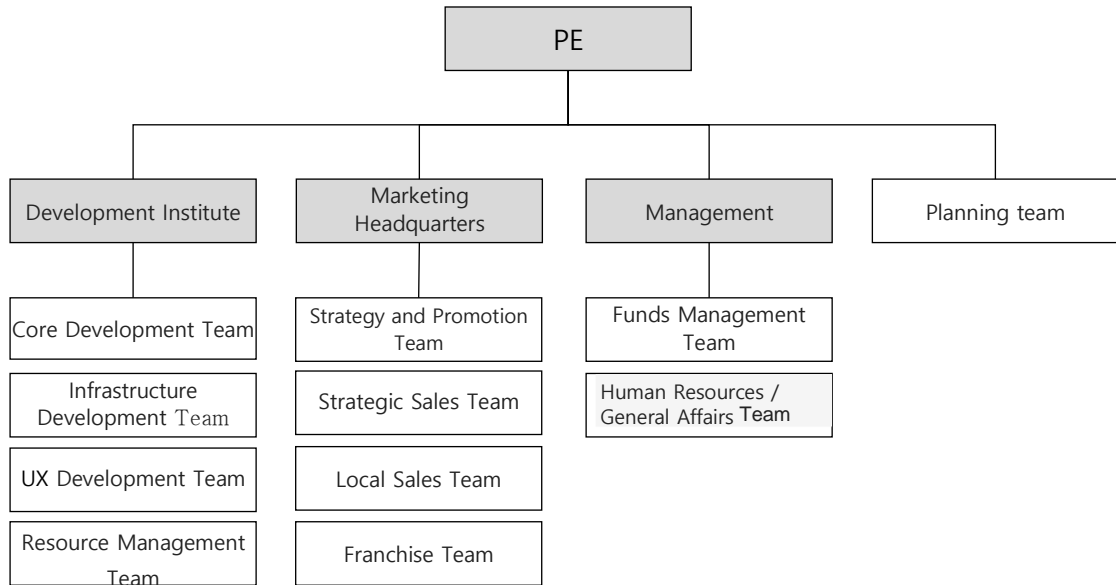 PE
Development Institute
Marketing
Headquarters
Management
Planning team
Core Development Team
Infrastructure
Development Team
UX Development Team
Resource Management
Team
Strategy and Promotion
Team
Strategic Sales Team
Local Sales Team
Franchise Team
Funds Management
Team
Human Resources /
General Affairs Team